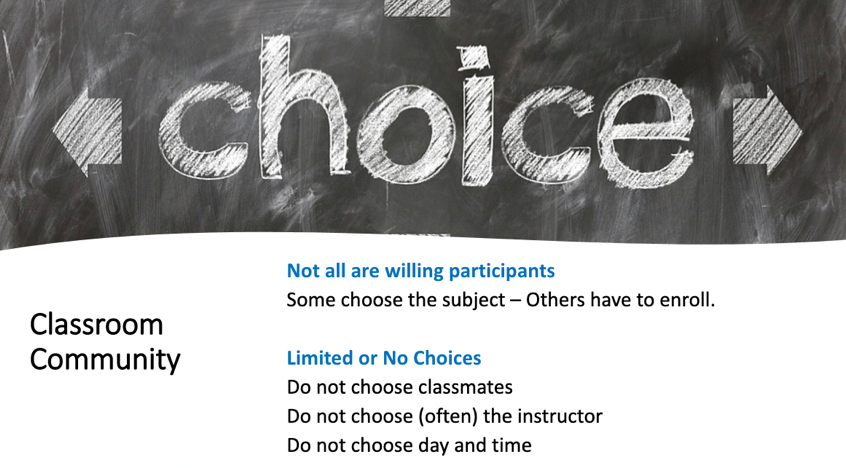 choice
Classroom
Community
Not all are willing participants
Some choose the subject – Others have to enroll.
Limited or No Choices
Do not choose classmates
Do not choose (often) the instructor
Do not choose day and time